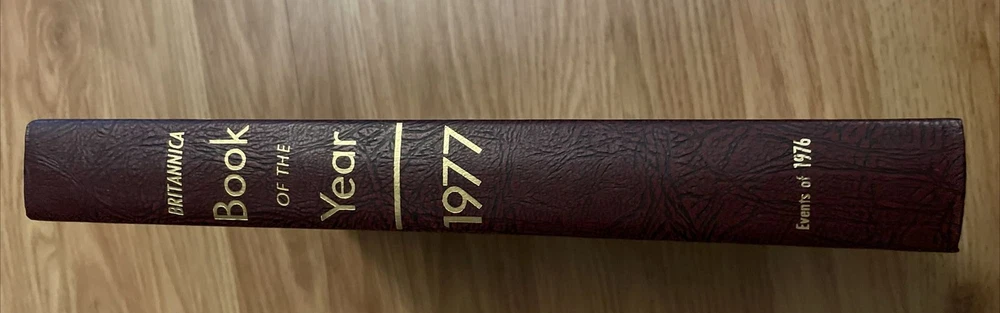 BRITANNICA
Book
OF THE
Year
1977
Events of 1976